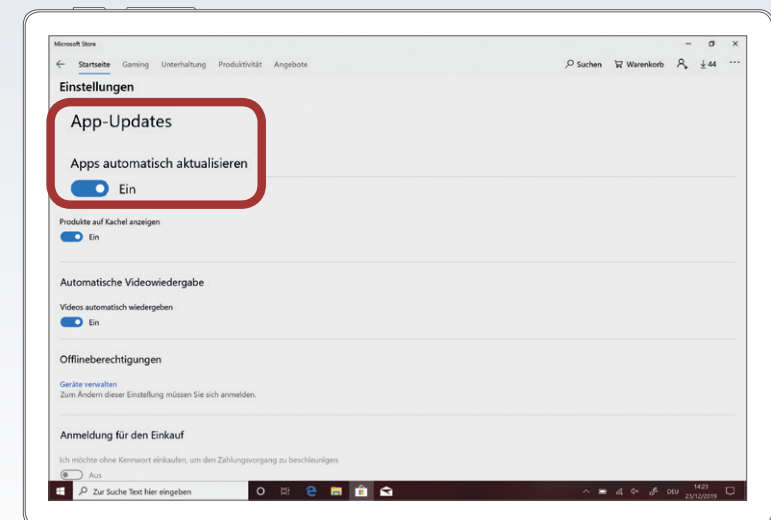 Microsoft Store
Startseite Gaming Unterhaltung Produktivität Angebote Suchen Warenkorb 44
Einstellungen
App-Updates
Apps automatisch aktualisieren
Ein
Produkte auf Kachel anzeigen
Ein
Automatische Videowiedergabe
Videos automatisch wiedergeben
Ein
Offlineberechtigungen
Geräte verwalten
Zum Ändern dieser Einstellung müssen Sie sich anmelden.
Anmeldung für den Einkauf
Ich möchte ohne Kennwort einkaufen, um den Zahlungsvorgang zu beschleunigen.
Aus
Zur Suche Text hier eingeben DEU 14:23
23/12/2019